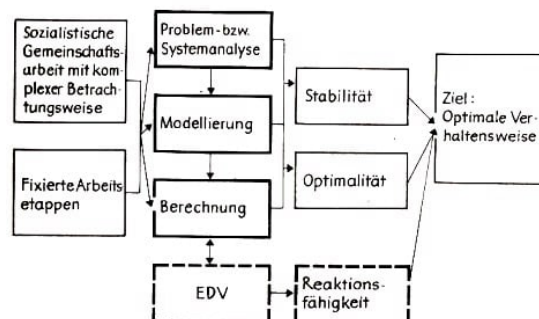 Sozialistische
Gemeinschafts-
arbeit mit kom-
plexer Betrach-
tungsweise
Fixierte Arbeits
etappen
Problem- bzw.
Systemanalyse
Modellierung
Berechnung
EDV
Stabilität
Optimalität
Reaktions-
fähigkeit
Ziel:
Optimale Ver-
haltensweise